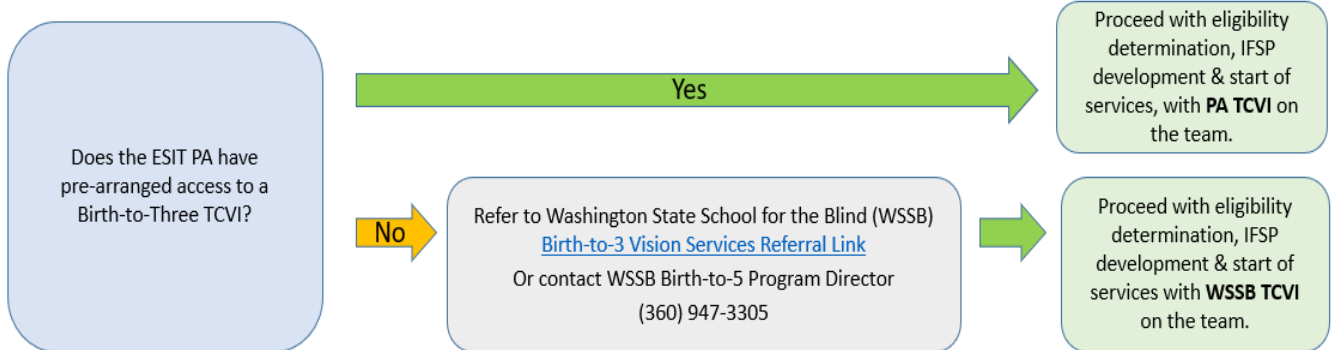 Does the ESIT PA have
pre-arranged access to a
Birth-to-Three TCVI?
Yes
Proceed with eligibility
determination, IFSP
development & start of
services, with PA TCVI on
the team.
No
Refer to Washington State School for the Blind (WSSB)
Birth-to-3 Vision Services Referral Link
Or contact WSSB Birth-to-5 Program Director
(360) 947-3305
Proceed with eligibility
determination, IFSP
development & start of
services with WSSB TCVI
on the team.